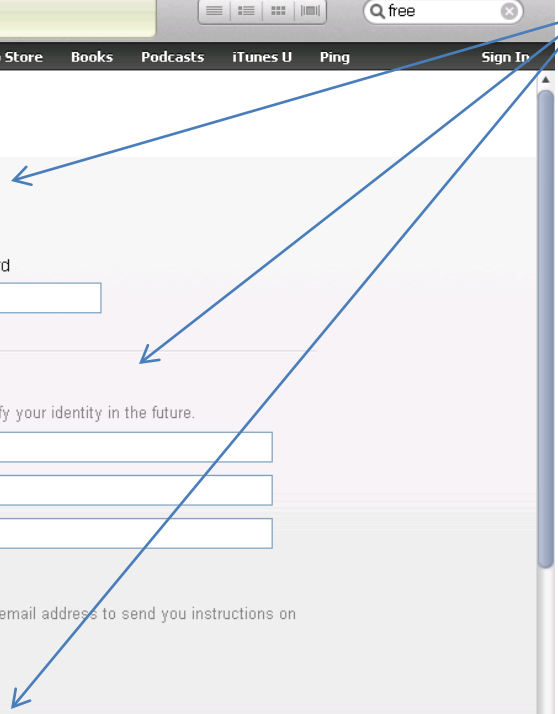 free
Store Books Podcasts iTunes U Ping Sign In
fy your identity in the future.
email address to send you instructions on